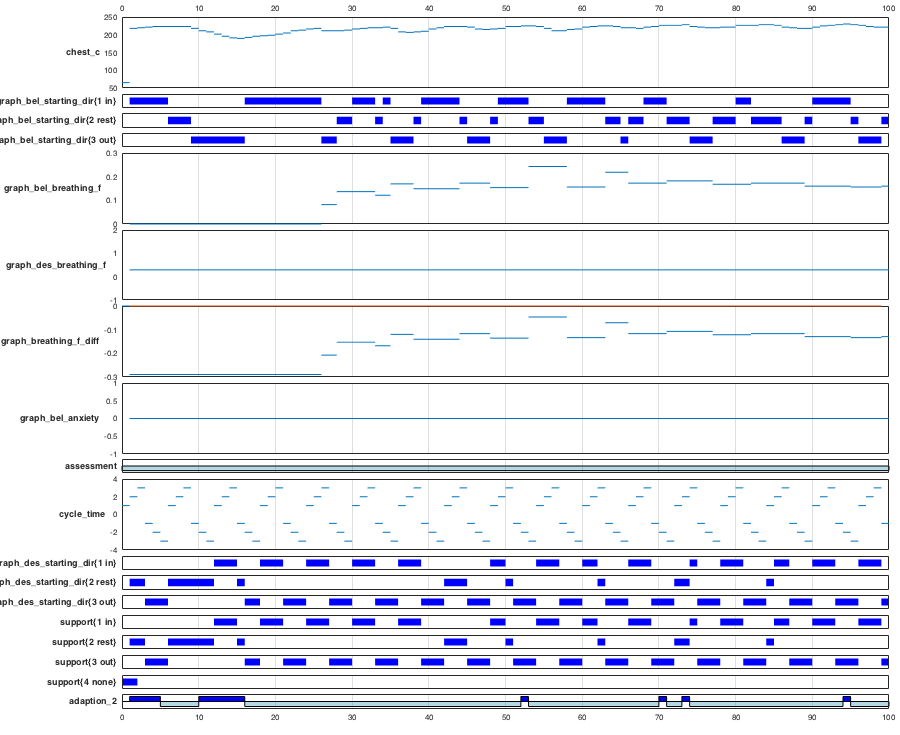 0 10 20 30 40 50 60 70 80 90 100
250
200
chest_c
150
100
50
graph_bel_starting_dir{1 in}
aph_bel_starting_dir{2 rest}
raph_bel_starting_dir{3 out}
0.3
0.2
graph_bel_breathing_f
0.1
0
2
1
graph_des_breathing_f
0
-1
0
-0.1
graph_breathing_f_diff
-0.2
-0.3
1
0.5
graph_bel_anxiety
0
-0.5
-1
assessment
4
2
cycle_time
0
-2
-4
graph_des_starting_dir{1 in}
aph_des_starting_dir{2 rest}
raph_des_starting_dir{3 out}
support{1 in}
support{2 rest}
support{3 out}
support{4 none}
adaption_2
0 10 20 30 40 50 60 70 80 90 100